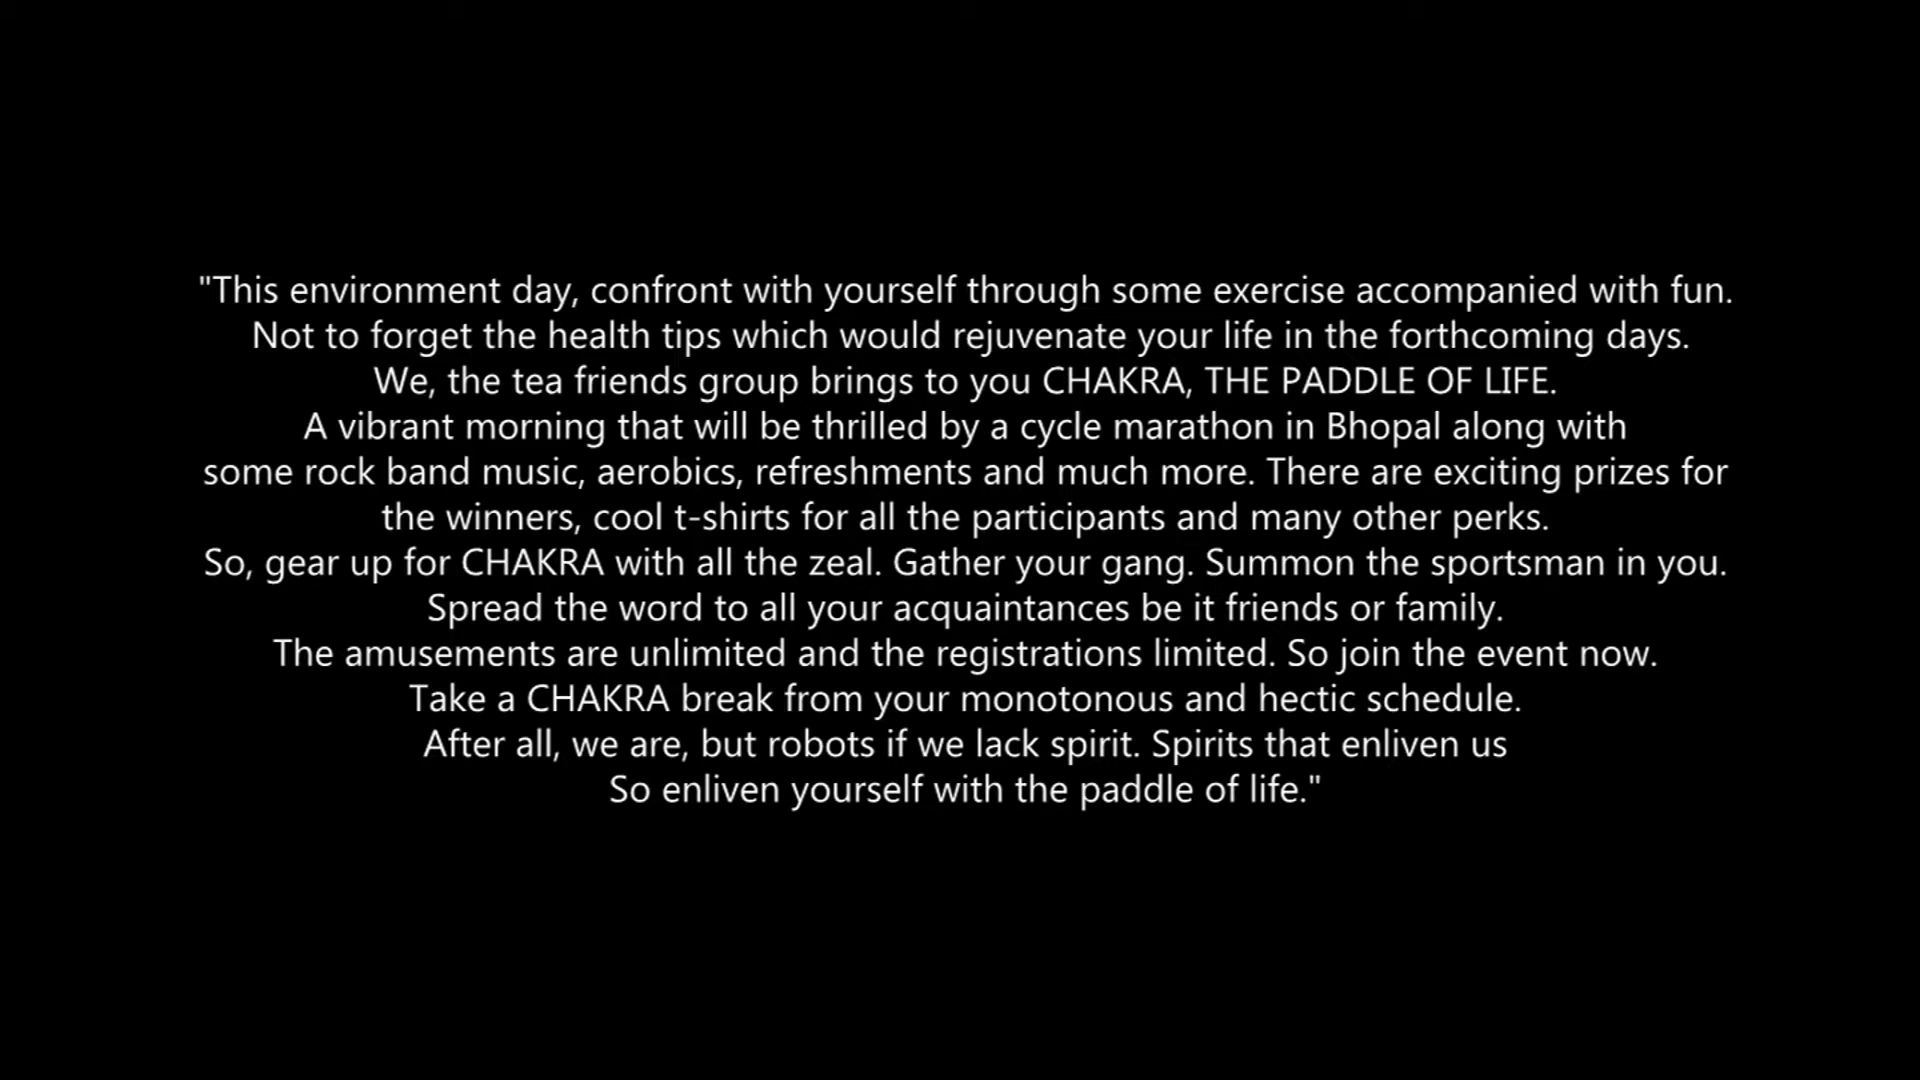 "This environment day, confront with yourself through some exercise accompanied with fun.
Not to forget the health tips which would rejuvenate your life in the forthcoming days.
We, the tea friends group brings to you CHAKRA, THE PADDLE OF LIFE.
A vibrant morning that will be thrilled by a cycle marathon in Bhopal along with
some rock band music, aerobics, refreshments and much more. There are exciting prizes for
the winners, cool t-shirts for all the participants and many other perks.
So, gear up for CHAKRA with all the zeal. Gather your gang. Summon the sportsman in you.
Spread the word to all your acquaintances be it friends or family.
The amusements are unlimited and the registrations limited. So join the event now.
Take a CHAKRA break from your monotonous and hectic schedule.
After all, we are, but robots if we lack spirit. Spirits that enliven us
So enliven yourself with the paddle of life."